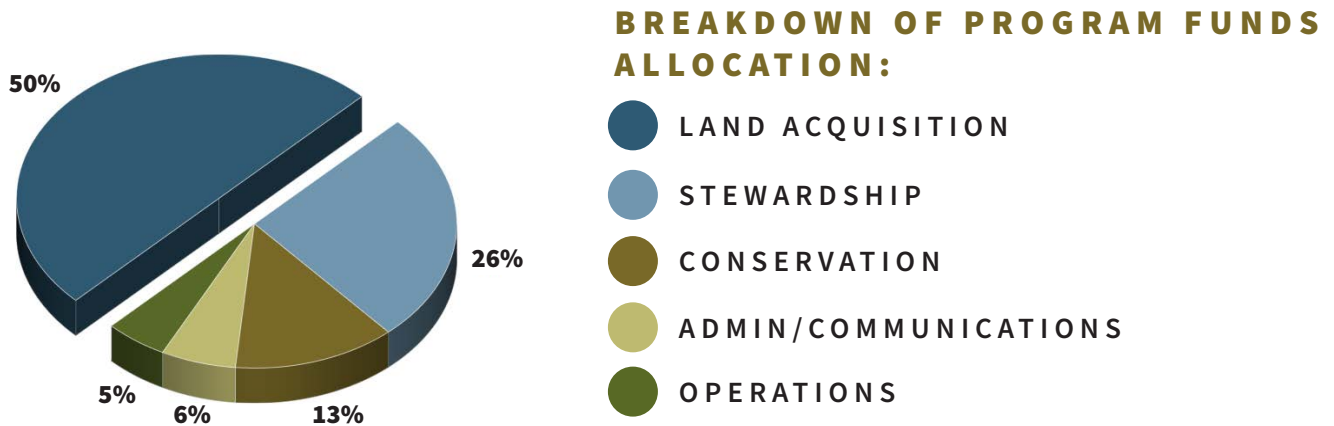 BREAKDOWN OF PROGRAM FUNDS
ALLOCATION:
50%
26%
5%
6%
13%
LAND ACQUISITION
STEWARDSHIP
CONSERVATION
ADMIN/COMMUNICATIONS
OPERATIONS